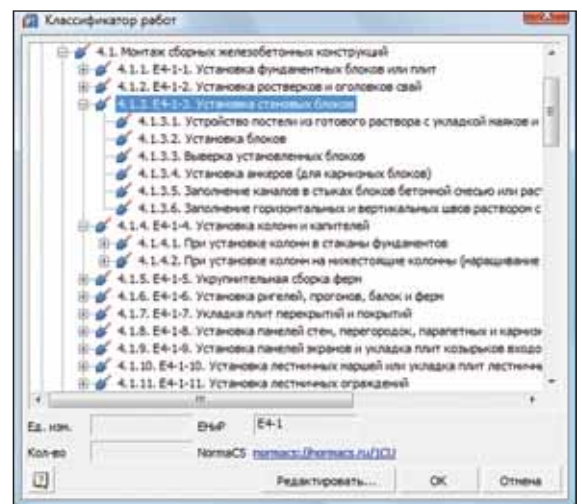 Классификатор работ
4.1. Монтаж сборных железобетонных конструкций
4.1.1. Е4-1-1. Установка фундаментных блоков или плит
4.1.2. Е4-1-2. Установка ростверков и оголовков свай
4.1.3. Е4-1-3. Установка стеновых блоков
4.1.3.1. Устройство постели из готового раствора с укладкой маяков и
4.1.3.2. Установка блоков
4.1.3.3. Выверка установленных блоков
4.1.3.4. Установка анкеров (для карнизных блоков)
4.1.3.5. Заполнение каналов в стыках блоков бетонной смесью или рас
4.1.3.6. Заполнение горизонтальных и вертикальных швов раствором с
4.1.4. Е4-1-4. Установка колонн и капителей
4.1.4.1. При установке колонн в стаканы фундаментов
4.1.4.2. При установке колонн на нижестоящие колонны (наращивание
4.1.5. Е4-1-5. Укрупнительная сборка ферм
4.1.6. Е4-1-6. Установка ригелей, прогонов, балок и ферм
4.1.7. Е4-1-7. Укладка плит перекрытий и покрытий
4.1.8. Е4-1-8. Установка панелей стен, перегородок, парапетных и карниз
4.1.9. Е4-1-9. Установка панелей экранов и укладка плит козырьков входо
4.1.10. Е4-1-10. Установка лестничных маршей или укладка плит лестничн
4.1.11. Е4-1-11. Установка лестничных ограждений
Ед. изм. ЕНиР Е4-1
Кол-во NormaCS normacs://normacs.ru/1CU
Редактировать... ОК Отмена